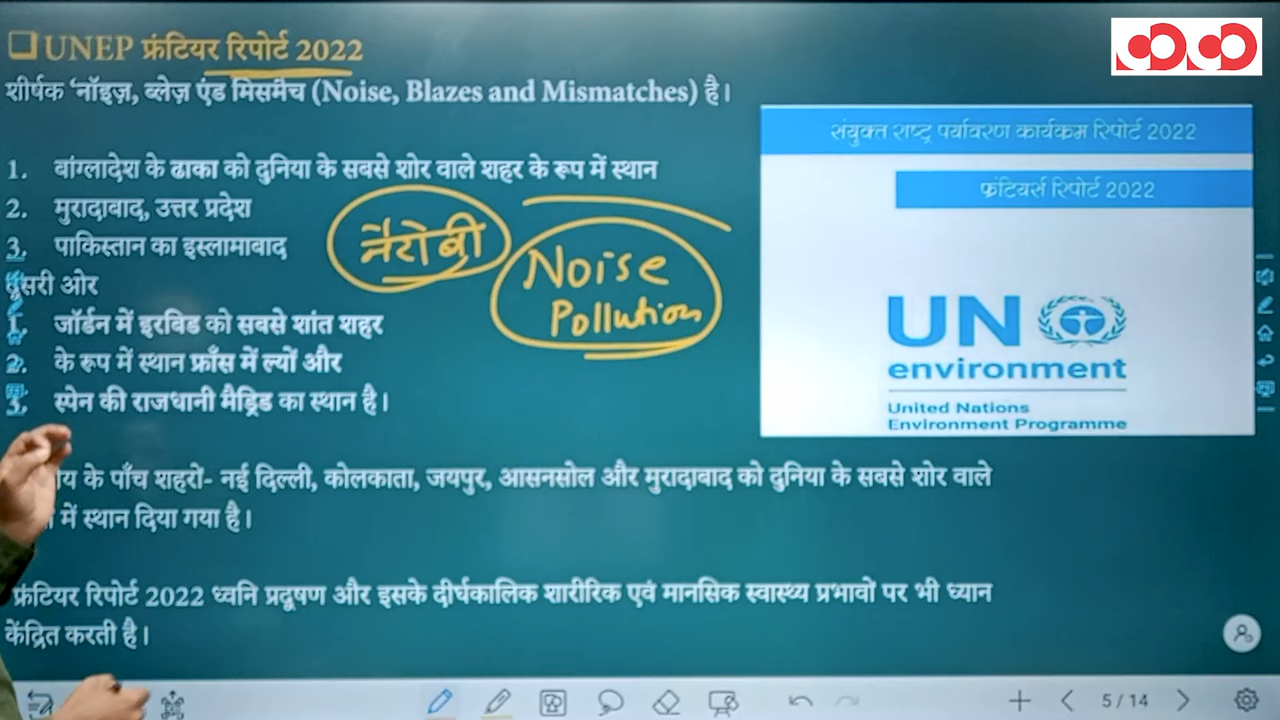 UNEP फ्रंटियर रिपोर्ट 2022
शीर्षक 'नॉइज़, ब्लेज़ एंड मिसमैच (Noise, Blazes and Mismatches) है।
1. बांग्लादेश के ढाका को दुनिया के सबसे शोर वाले शहर के रूप में स्थान
2. मुरादाबाद, उत्तर प्रदेश
3. पाकिस्तान का इस्लामाबाद
दूसरी ओर
1. जॉर्डन में इरबिड को सबसे शांत शहर
2. के रूप में स्थान फ्राँस में ल्यों और
3. स्पेन की राजधानी मैड्रिड का स्थान है।
नैरोबी
Noise
Pollution
संयुक्त राष्ट्र पर्यावरण कार्यक्रम रिपोर्ट 2022
फ्रंटियर्स रिपोर्ट 2022
UN
environment
United Nations
Environment Programme
के पाँच शहरों- नई दिल्ली, कोलकाता, जयपुर, आसनसोल और मुरादाबाद को दुनिया के सबसे शोर वाले
में स्थान दिया गया है।
फ्रंटियर रिपोर्ट 2022 ध्वनि प्रदूषण और इसके दीर्घकालिक शारीरिक एवं मानसिक स्वास्थ्य प्रभावों पर भी ध्यान
केंद्रित करती है।
5/14